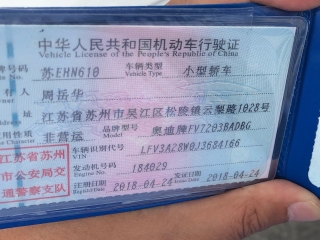 中华人民共和国机动车行驶证
Vehicle License of the People's Republic of China
号牌号码 苏EHN610 车辆类型 小型轿车
Vehicle Type
人 周岳华
址 江苏省苏州市吴江区松陵镇云梨路1028号
非营运 品牌型号 奥迪牌FV7203BADBG
Use Character Model
江苏省苏州
市公安局交
通警察支队
车辆识别代号 LFV3A28W0J3684166
VIN
发动机号码 184029
Engine No.
注册日期 2018-04-24 发证日期 2018-04-24
Register Date Issue Date